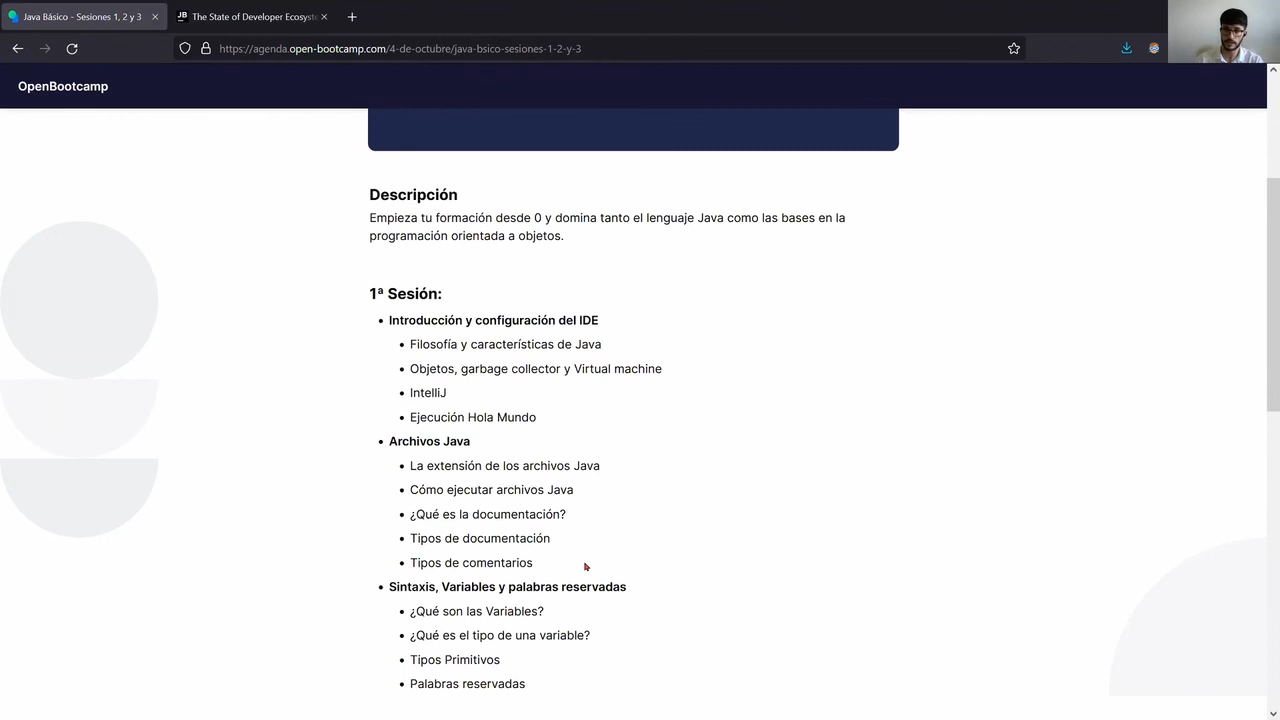 Java Básico - Sesiones 1, 2 y 3
JB The State of Developer Ecosyste
https://agenda.open-bootcamp.com/4-de-octubre/java-bsico-sesiones-1-2-y-3
OpenBootcamp
Descripción
Empieza tu formación desde 0 y domina tanto el lenguaje Java como las bases en la
programación orientada a objetos.
1ª Sesión:
• Introducción y configuración del IDE
• Filosofía y características de Java
• Objetos, garbage collector y Virtual machine
• IntelliJ
• Ejecución Hola Mundo
• Archivos Java
• La extensión de los archivos Java
• Cómo ejecutar archivos Java
• ¿Qué es la documentación?
• Tipos de documentación
• Tipos de comentarios
• Sintaxis, Variables y palabras reservadas
• ¿Qué son las Variables?
• ¿Qué es el tipo de una variable?
• Tipos Primitivos
• Palabras reservadas